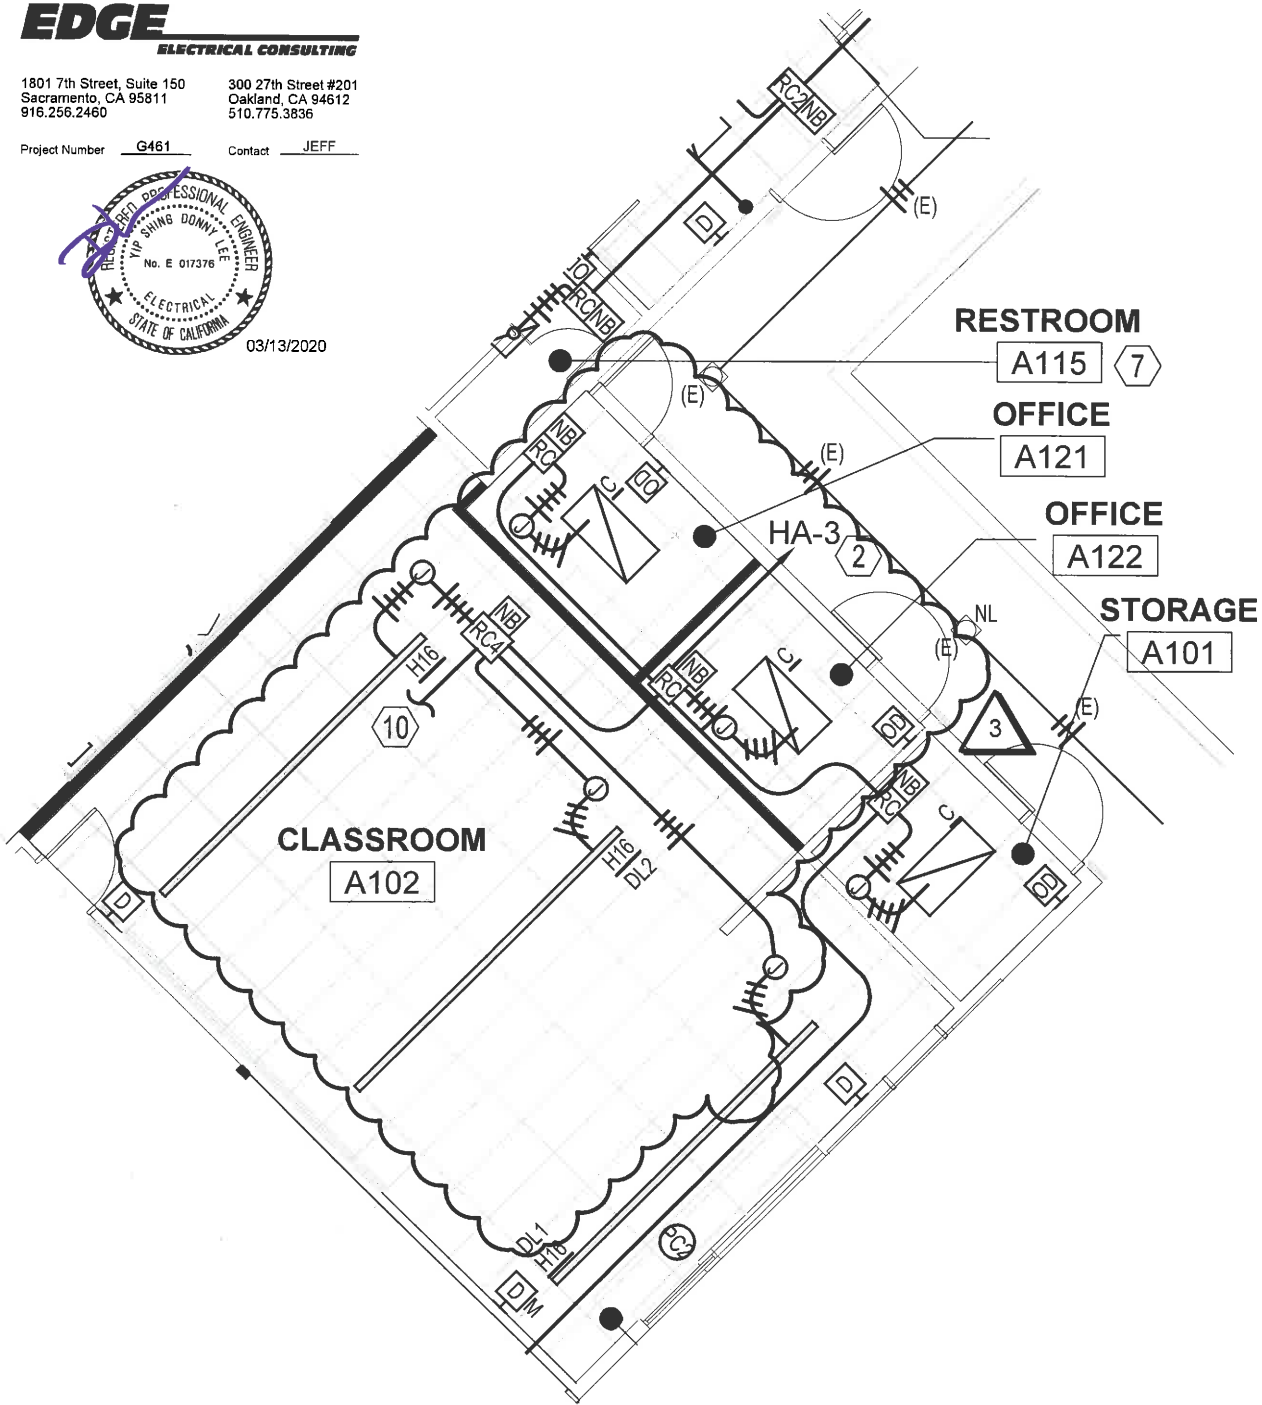 EDGE
ELECTRICAL CONSULTING
1801 7th Street, Suite 150
Sacramento, CA 95811
916.256.2460
300 27th Street #201
Oakland, CA 94612
510.775.3836
Project Number G461
Contact JEFF
REGISTERED PROFESSIONAL ENGINEER
YIP SHING DONNY LEE
No. E 017376
ELECTRICAL
STATE OF CALIFORNIA
03/13/2020
RC2 NB
(E)
D
RC NB
RESTROOM
A115
7
(E)
OFFICE
A121
(E)
NB
RC
OD
C
J
HA-3
2
OFFICE
A122
J
NB
RC4
NL
(E)
STORAGE
A101
H16
10
NB
RC
C
J
OD
3
(E)
J
NB
RC
C
CLASSROOM
A102
H16
DL2
J
OD
D
J
D
DL1
H16
PC2
D
M